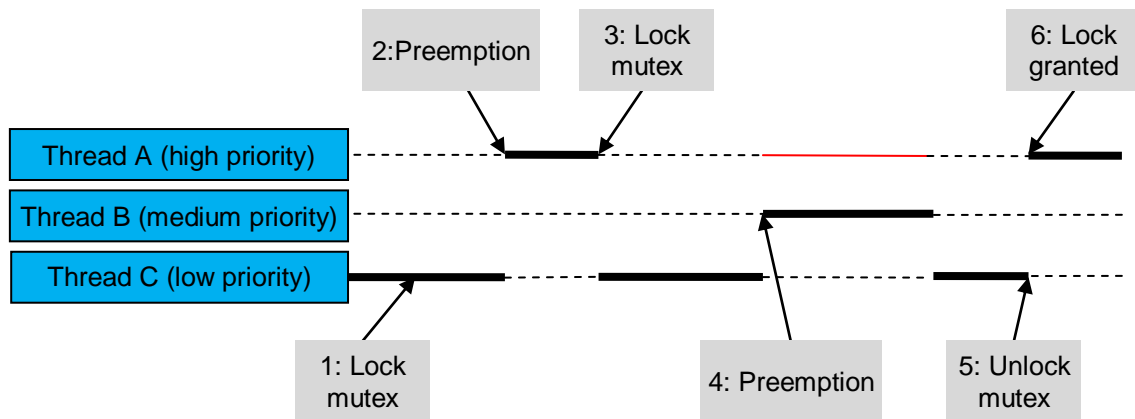 2:Preemption
3: Lock
mutex
6: Lock
granted
Thread A (high priority)
Thread B (medium priority)
Thread C (low priority)
1: Lock
mutex
4: Preemption
5: Unlock
mutex